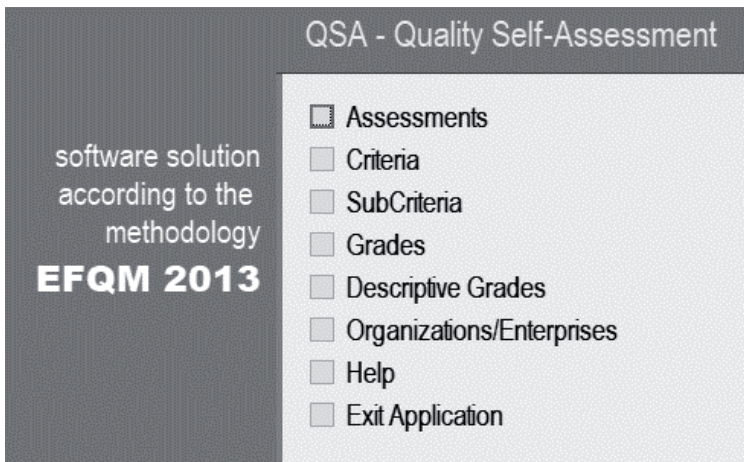 QSA - Quality Self-Assessment
software solution
according to the
methodology
EFQM 2013
Assessments
Criteria
SubCriteria
Grades
Descriptive Grades
Organizations/Enterprises
Help
Exit Application